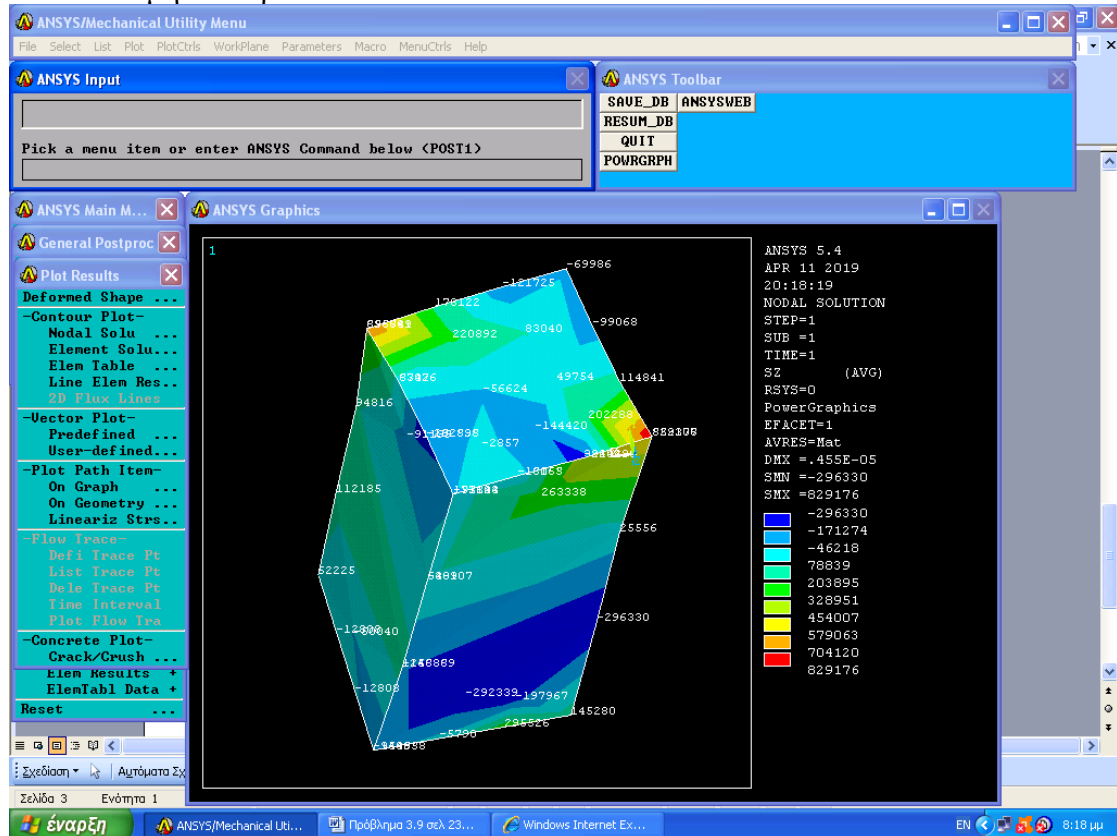 ANSYS/Mechanical Utility Menu
File Select List Plot PlotCtrls WorkPlane Parameters Macro MenuCtrls Help
ANSYS Input
Pick a menu item or enter ANSYS Command below (POST1)
ANSYS Toolbar
SAVE_DB ANSYSWEB
RESUM_DB
QUIT
POWRGRPH
ANSYS Main M...
General Postproc
Plot Results
Deformed Shape ...
-Contour Plot-
Nodal Solu ...
Element Solu...
Elem Table ...
Line Elem Res..
2D Flux Lines
-Vector Plot-
Predefined ...
User-defined...
-Plot Path Item-
On Graph ...
On Geometry ...
Lineariz Strs..
-Flow Trace-
Defi Trace Pt
List Trace Pt
Dele Trace Pt
Time Interval
Plot Flow Tra
-Concrete Plot-
Crack/Crush ...
Elem Results +
ElemTabl Data +
Reset ...
ANSYS Graphics
1
-69986
-121725
178122
220892
83040
-99068
49754
114841
-56624
94816
202288
-144420
-2857
263338
112185
25556
52225
-296330
-12808
-292339
-197967
145280
-5790
295526
ANSYS 5.4
APR 11 2019
20:18:19
NODAL SOLUTION
STEP=1
SUB =1
TIME=1
SZ (AVG)
RSYS=0
PowerGraphics
EFACET=1
AVRES=Mat
DMX =.455E-05
SMN =-296330
SMX =829176
-296330
-171274
-46218
78839
203895
328951
454007
579063
704120
829176
Σχεδίαση
Αυτόματα Σχ
Σελίδα 3 Ενότητα 1
έναρξη
ANSYS/Mechanical Uti...
Πρόβλημα 3.9 σελ 23...
Windows Internet Ex...
EN
8:18 μμ